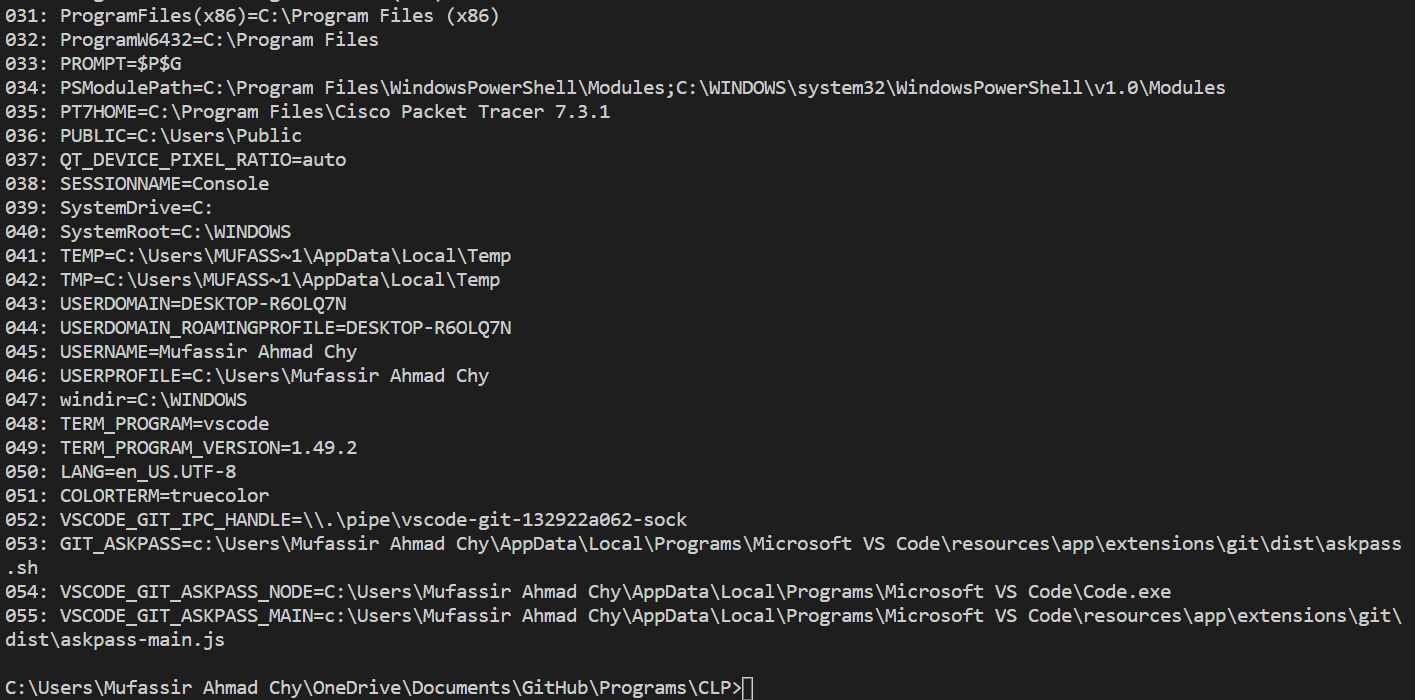 031: ProgramFiles(x86)=C:\Program Files (x86)
032: ProgramW6432=C:\Program Files
033: PROMPT=$P$G
034: PSModulePath=C:\Program Files\WindowsPowerShell\Modules;C:\WINDOWS\system32\WindowsPowerShell\v1.0\Modules
035: PT7HOME=C:\Program Files\Cisco Packet Tracer 7.3.1
036: PUBLIC=C:\Users\Public
037: QT_DEVICE_PIXEL_RATIO=auto
038: SESSIONNAME=Console
039: SystemDrive=C:
040: SystemRoot=C:\WINDOWS
041: TEMP=C:\Users\MUFASS~1\AppData\Local\Temp
042: TMP=C:\Users\MUFASS~1\AppData\Local\Temp
043: USERDOMAIN=DESKTOP-R6OLQ7N
044: USERDOMAIN_ROAMINGPROFILE=DESKTOP-R6OLQ7N
045: USERNAME=Mufassir Ahmad Chy
046: USERPROFILE=C:\Users\Mufassir Ahmad Chy
047: windir=C:\WINDOWS
048: TERM_PROGRAM=vscode
049: TERM_PROGRAM_VERSION=1.49.2
050: LANG=en_US.UTF-8
051: COLORTERM=truecolor
052: VSCODE_GIT_IPC_HANDLE=\\.\pipe\vscode-git-132922a062-sock
053: GIT_ASKPASS=c:\Users\Mufassir Ahmad Chy\AppData\Local\Programs\Microsoft VS Code\resources\app\extensions\git\dist\askpass
.sh
054: VSCODE_GIT_ASKPASS_NODE=C:\Users\Mufassir Ahmad Chy\AppData\Local\Programs\Microsoft VS Code\Code.exe
055: VSCODE_GIT_ASKPASS_MAIN=c:\Users\Mufassir Ahmad Chy\AppData\Local\Programs\Microsoft VS Code\resources\app\extensions\git\
dist\askpass-main.js
C:\Users\Mufassir Ahmad Chy\OneDrive\Documents\GitHub\Programs\CLP>